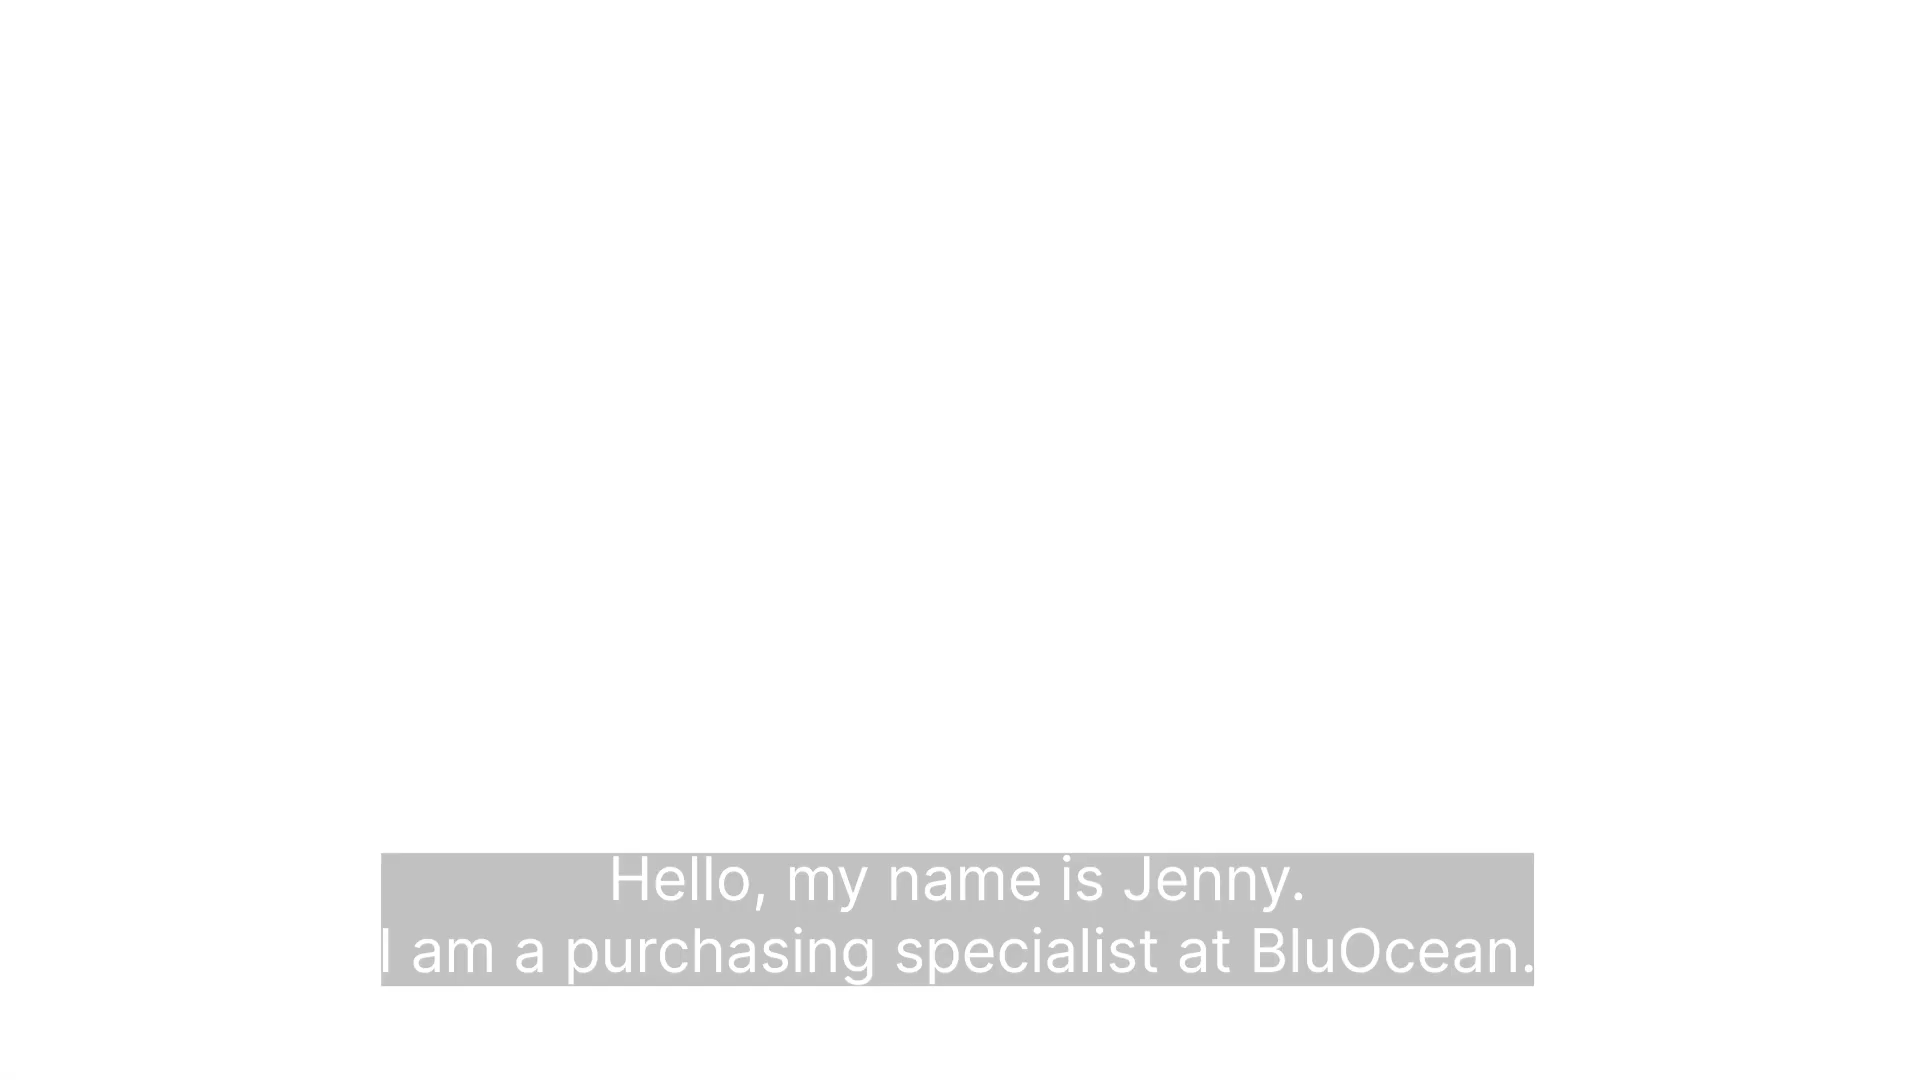 Hello, my name is Jenny.
I am a purchasing specialist at BluOcean.